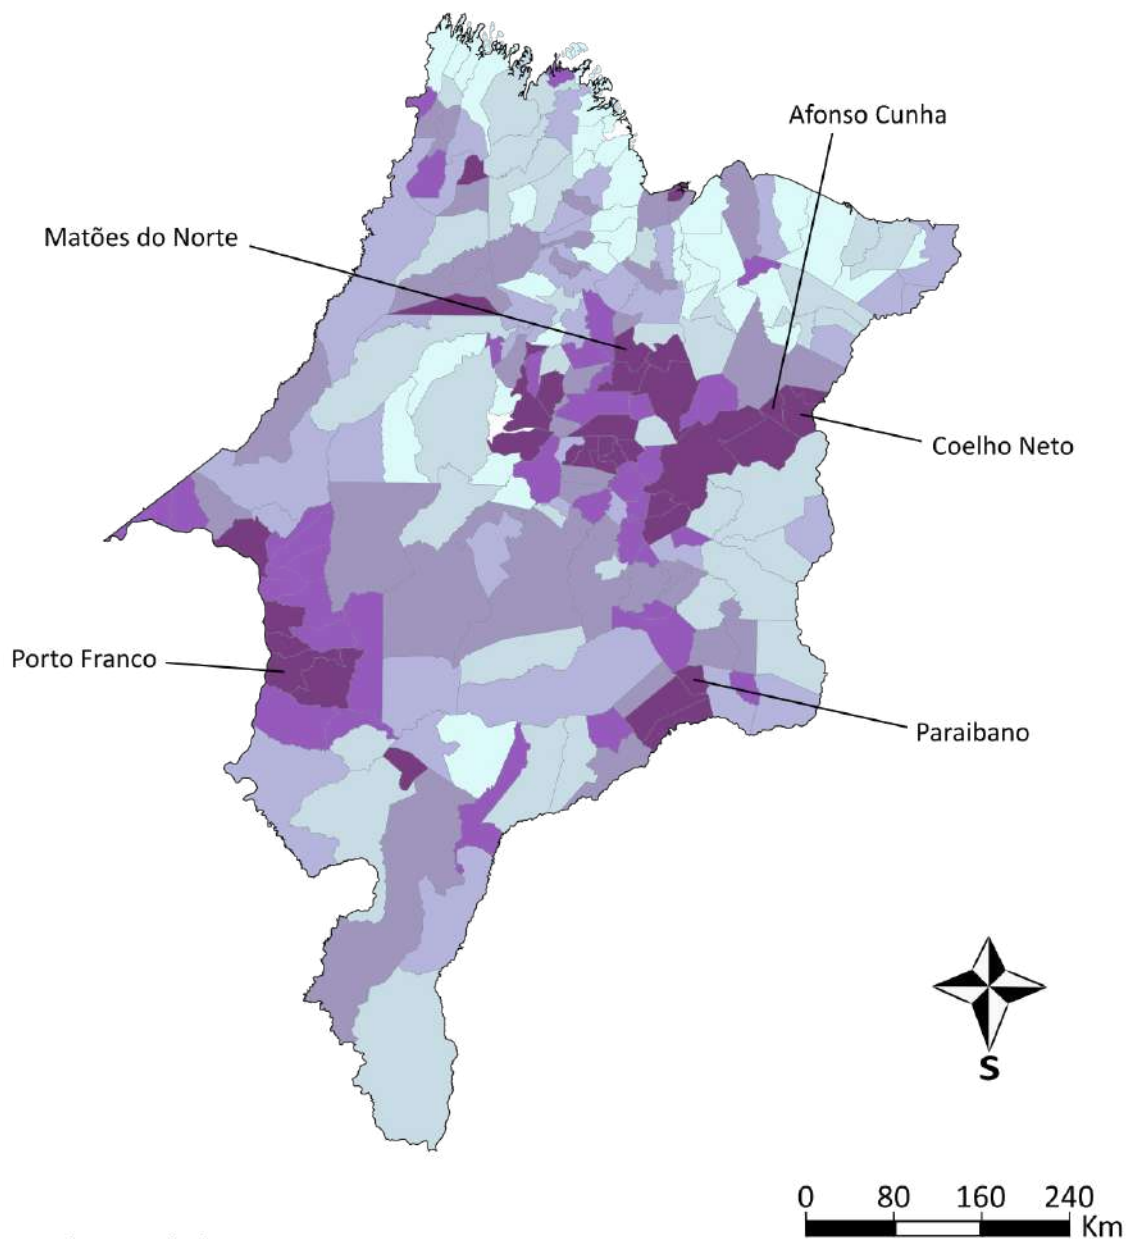 Afonso Cunha
Matões do Norte
Coelho Neto
Porto Franco
Paraibano
S
0 80 160 240
Km